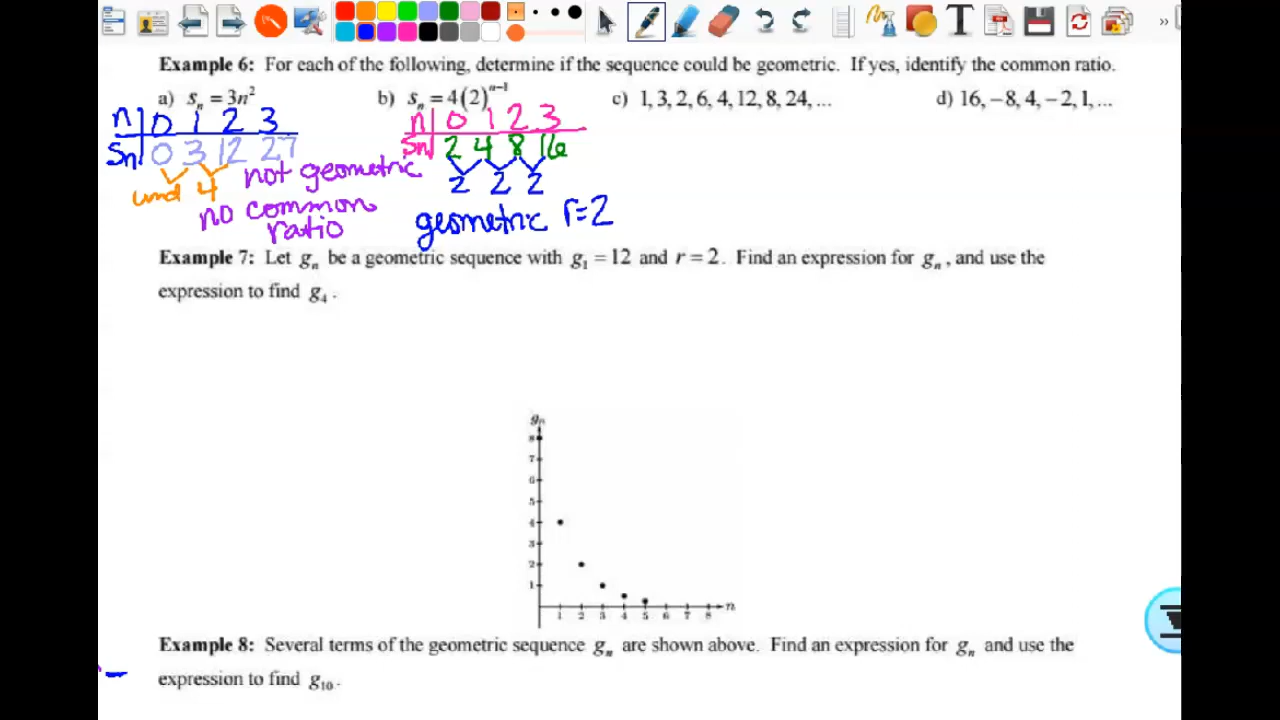 Example 6: For each of the following, determine if the sequence could be geometric. If yes, identify the common ratio.
a) sₙ = 3n² b) sₙ = 4(2)ⁿ⁻¹ c) 1, 3, 2, 6, 4, 12, 8, 24, ... d) 16, −8, 4, −2, 1, ...
n 0 1 2 3 n 0 1 2 3
Sn 0 3 12 27 Sn 2 4 8 16
und 4 not geometric 2 2 2
no common geometric r=2
ratio
Example 7: Let gₙ be a geometric sequence with g₁ = 12 and r = 2. Find an expression for gₙ, and use the
expression to find g₄.
gₙ
8
7
6
5
4
3
2
1
1 2 3 4 5 6 7 8 n
Example 8: Several terms of the geometric sequence gₙ are shown above. Find an expression for gₙ and use the
expression to find g₁₀.